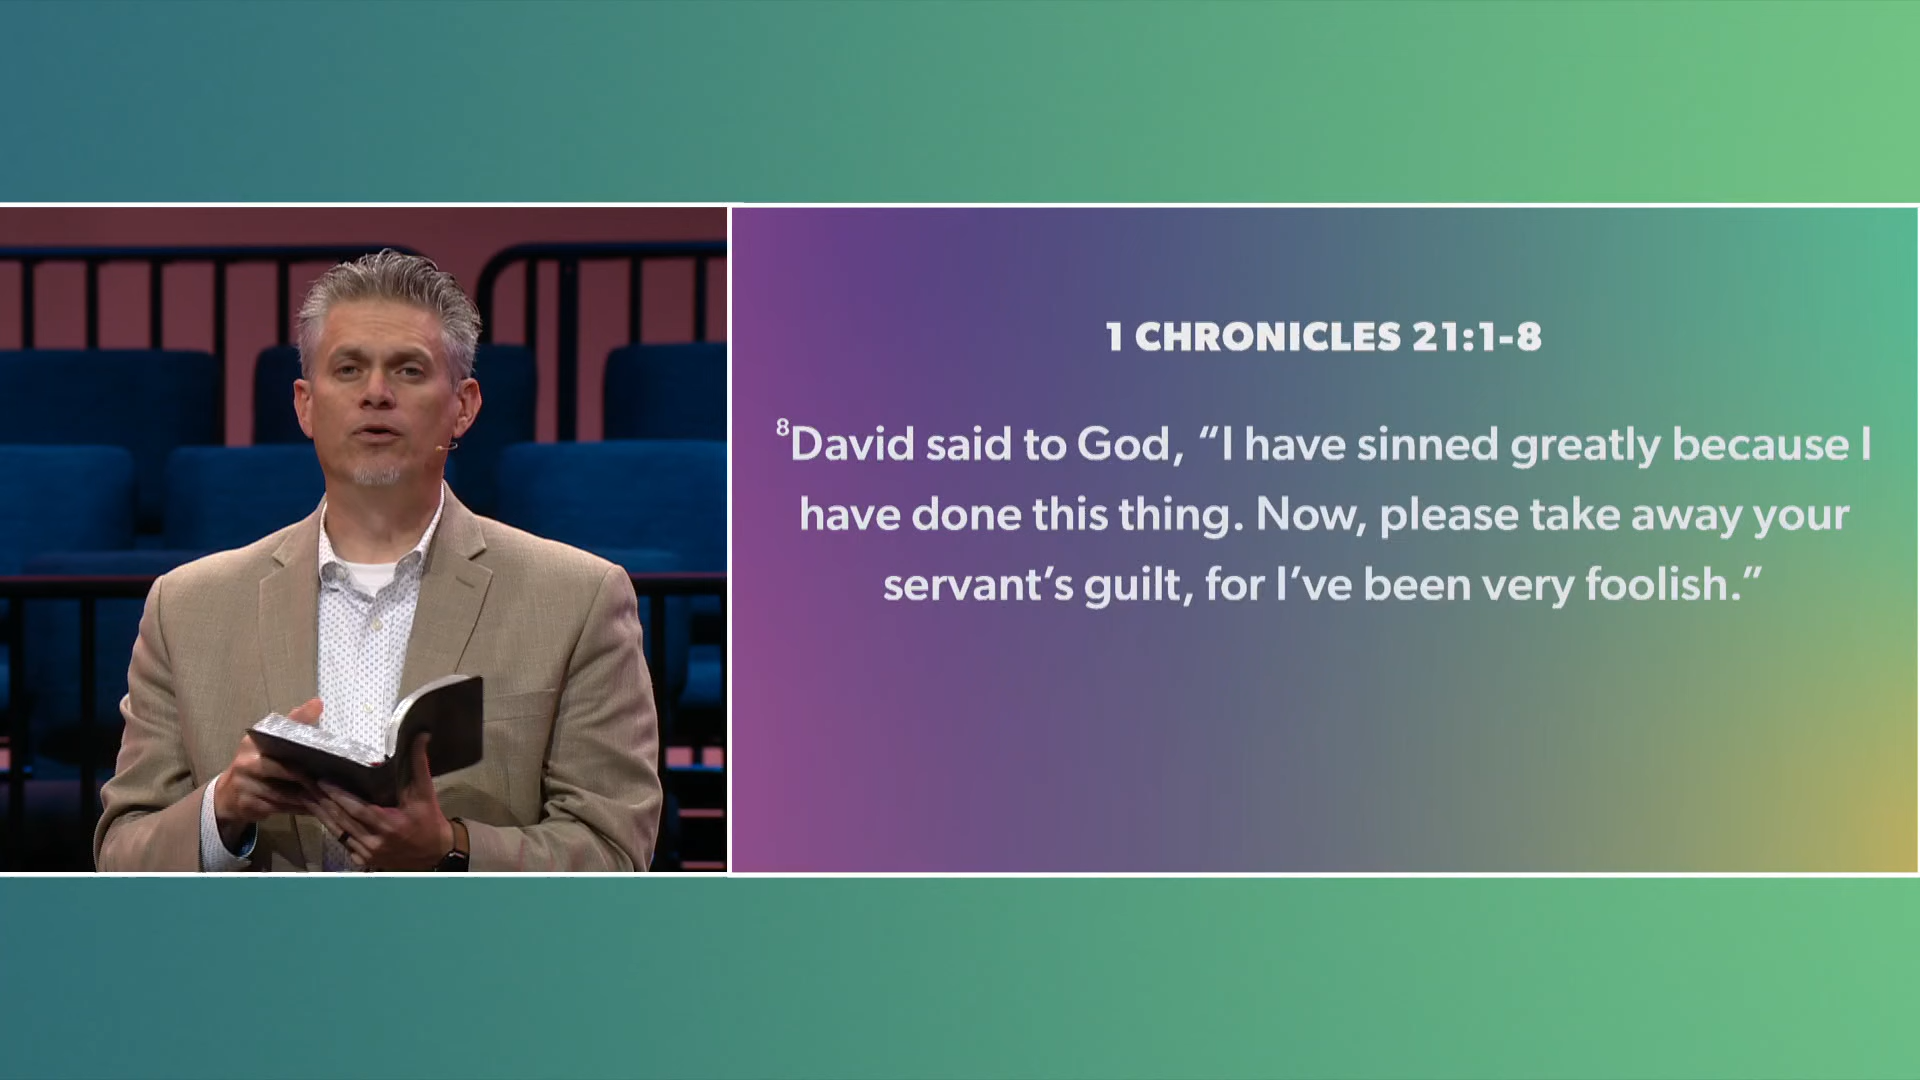 1 CHRONICLES 21:1-8
⁸David said to God, “I have sinned greatly because I
have done this thing. Now, please take away your
servant’s guilt, for I’ve been very foolish.”